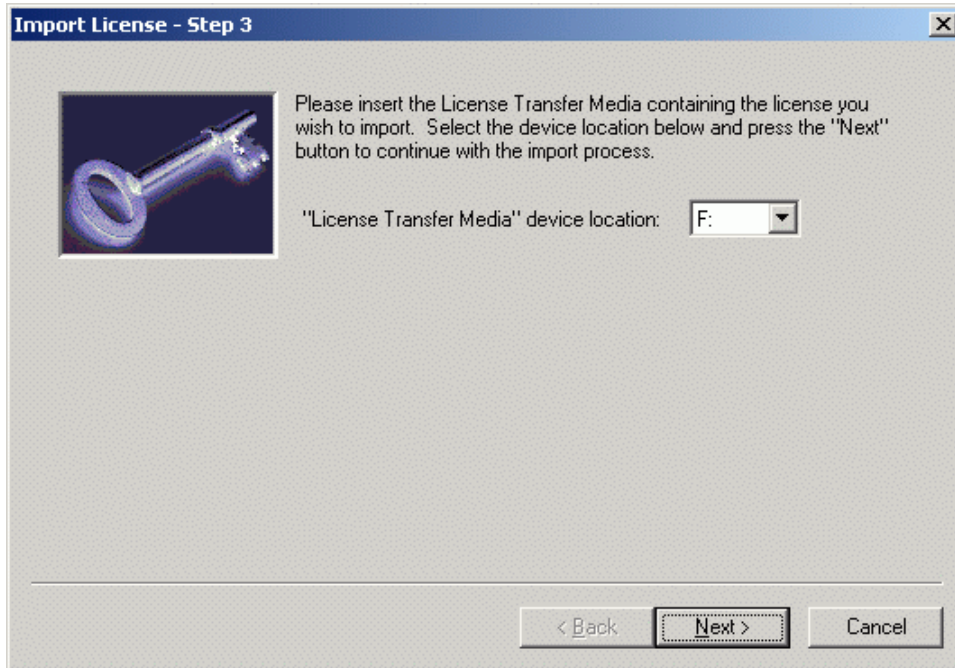 Import License - Step 3
Please insert the License Transfer Media containing the license you
wish to import.  Select the device location below and press the "Next"
button to continue with the import process.
"License Transfer Media" device location: F:
< Back Next > Cancel